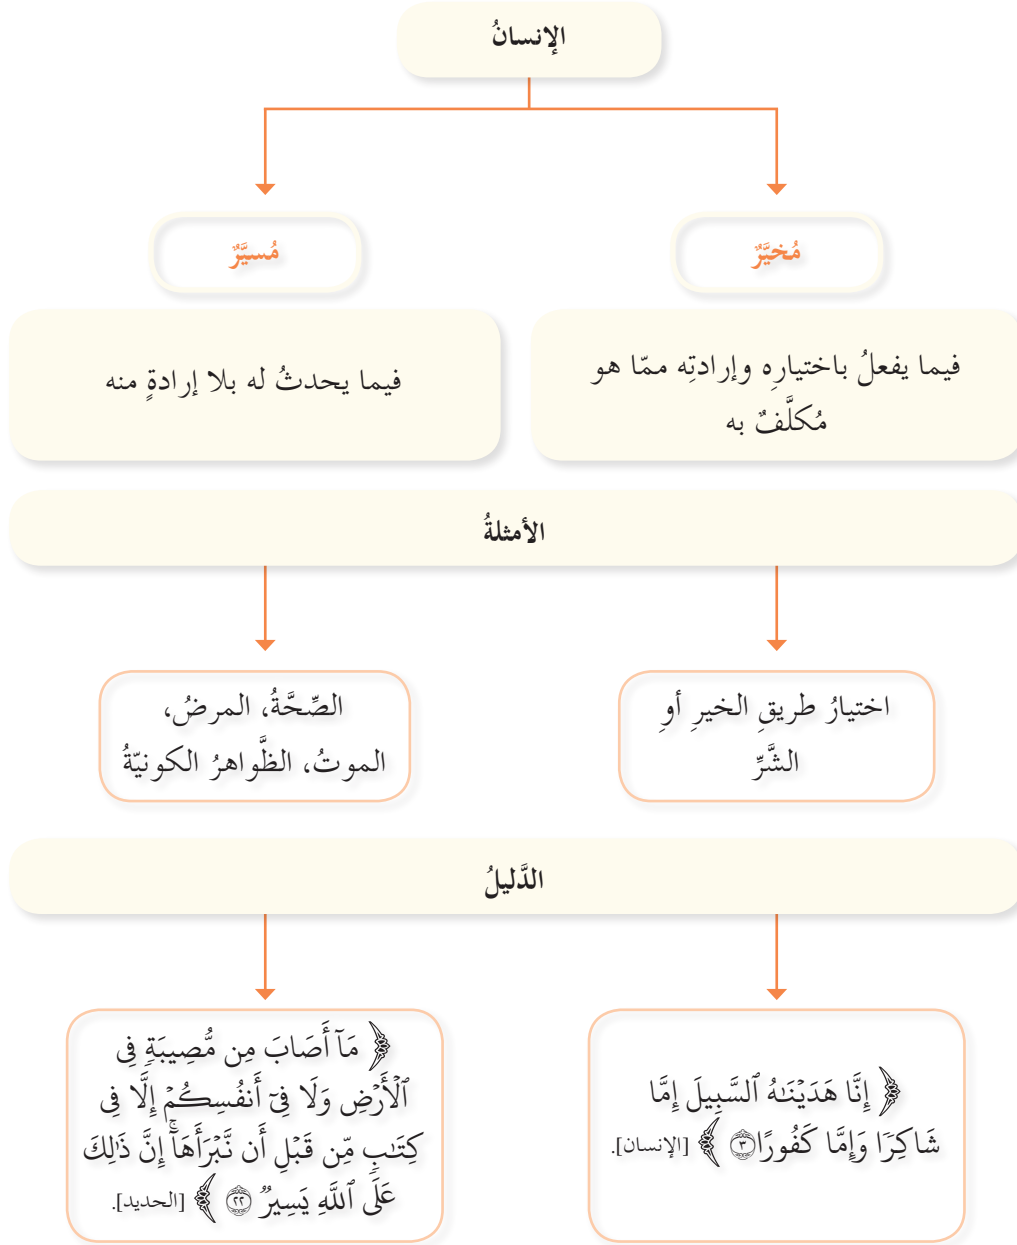 الإنسانُ
مُخيَّرٌ
مُسيَّرٌ
فيما يفعلُ باختيارِه وإرادتِه ممّا هو
مُكلَّفٌ به
فيما يحدثُ له بلا إرادةٍ منه
الأمثلةُ
اختيارُ طريقِ الخيرِ أوِ
الشَّرِّ
الصِّحَّةُ، المرضُ،
الموتُ، الظَّواهرُ الكونيّةُ
الدَّليلُ
﴿ إِنَّا هَدَيۡنَٰهُ ٱلسَّبِيلَ إِمَّا
شَاكِرٗا وَإِمَّا كَفُورًا ٣ ﴾ [الإنسان].
﴿ مَآ أَصَابَ مِن مُّصِيبَةٖ فِي
ٱلۡأَرۡضِ وَلَا فِيٓ أَنفُسِكُمۡ إِلَّا فِي
كِتَٰبٖ مِّن قَبۡلِ أَن نَّبۡرَأَهَآۚ إِنَّ ذَٰلِكَ
عَلَى ٱللَّهِ يَسِيرٞ ٢٢ ﴾ [الحديد].